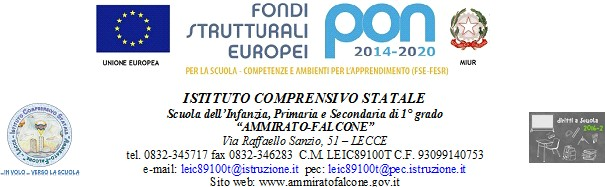 FONDI
STRUTTURALI
EUROPEI
pon
2014-2020
UNIONE EUROPEA
MIUR
PER LA SCUOLA - COMPETENZE E AMBIENTI PER L'APPRENDIMENTO (FSE-FESR)
ISTITUTO COMPRENSIVO STATALE
Scuola dell'Infanzia, Primaria e Secondaria di 1° grado
"AMMIRATO-FALCONE"
Via Raffaello Sanzio, 51 – LECCE
tel. 0832-345717 fax 0832-346283 C.M. LEIC89100T C.F. 93099140753
e-mail: leic89100t@istruzione.it pec: leic89100t@pec.istruzione.it
Sito web: www.ammiratofalcone.gov.it
...IN VOLO .. VERSO LA SCUOLA
diritti a Scuola